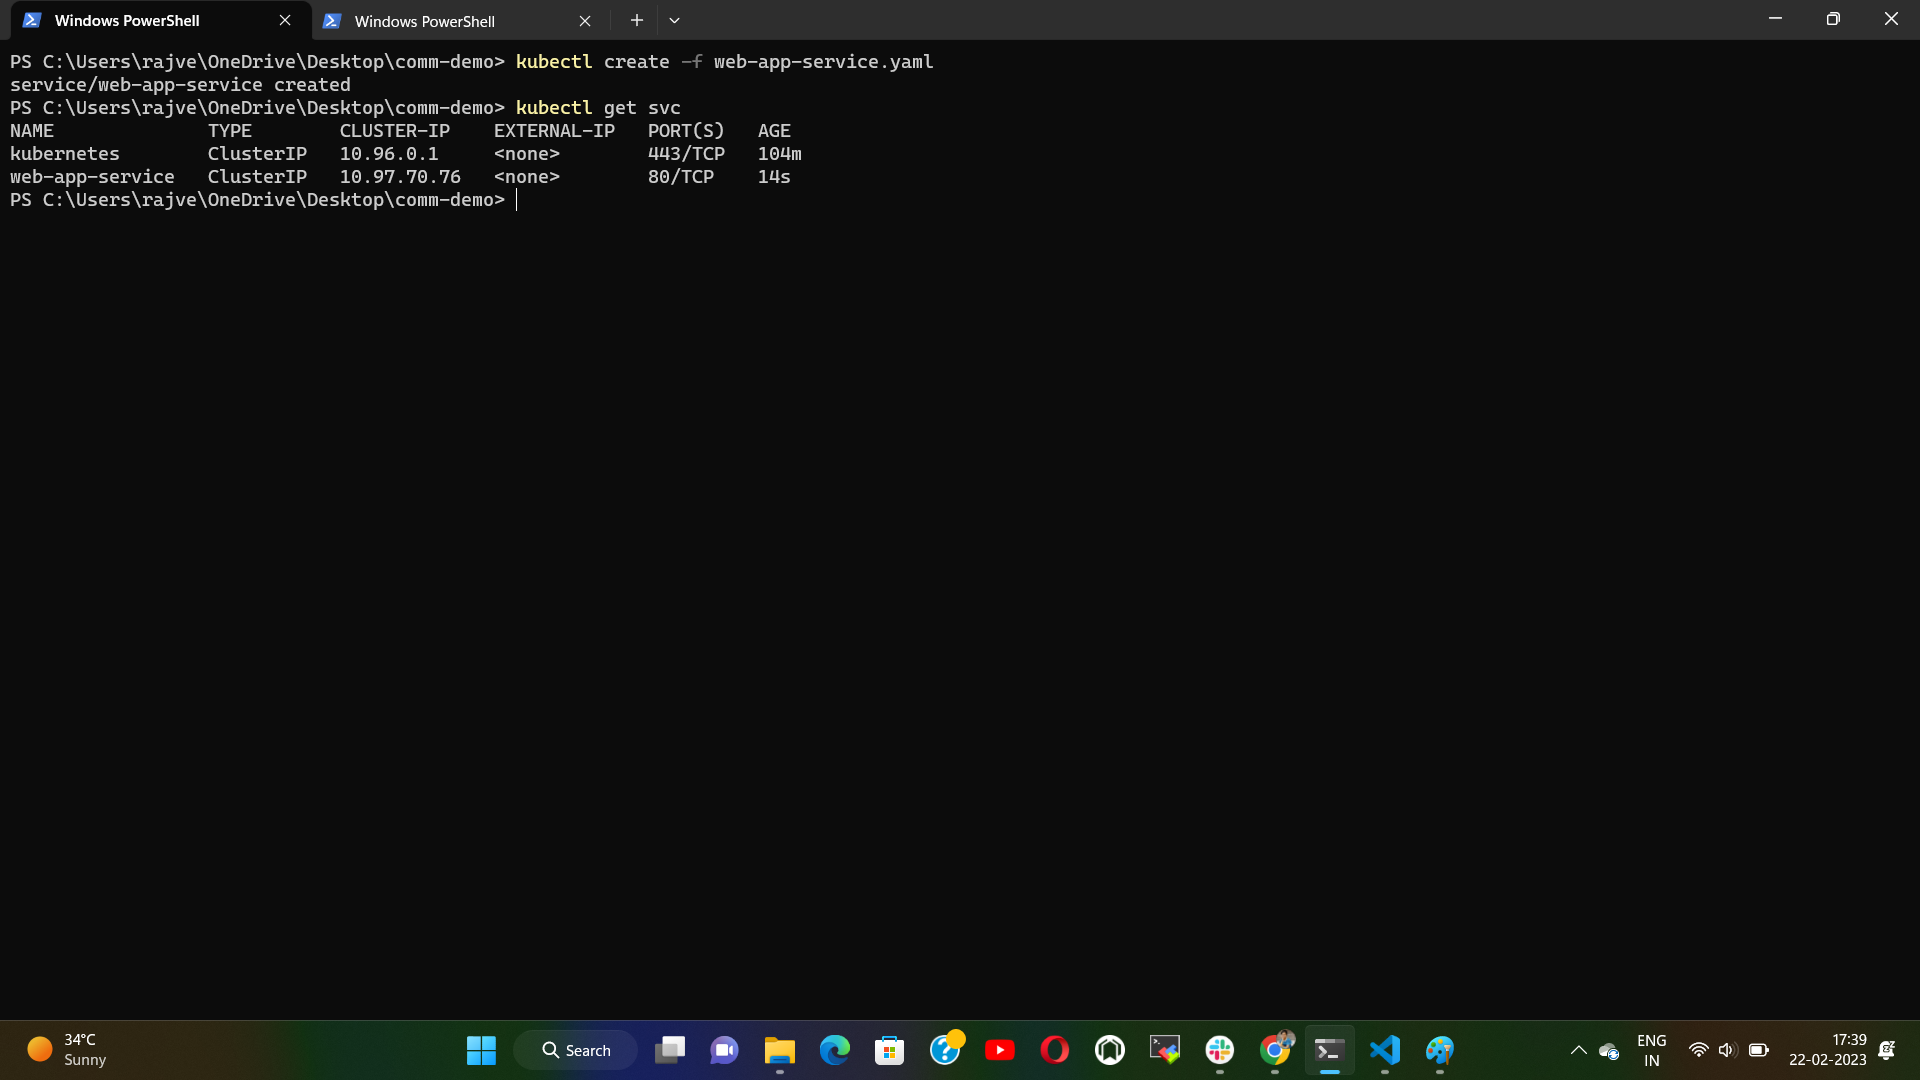 Windows PowerShell
Windows PowerShell
PS C:\Users\rajve\OneDrive\Desktop\comm-demo> kubectl create -f web-app-service.yaml
service/web-app-service created
PS C:\Users\rajve\OneDrive\Desktop\comm-demo> kubectl get svc
NAME TYPE CLUSTER-IP EXTERNAL-IP PORT(S) AGE
kubernetes ClusterIP 10.96.0.1 <none> 443/TCP 104m
web-app-service ClusterIP 10.97.70.76 <none> 80/TCP 14s
PS C:\Users\rajve\OneDrive\Desktop\comm-demo>
34°C
Sunny
Search
ENG
IN
17:39
22-02-2023